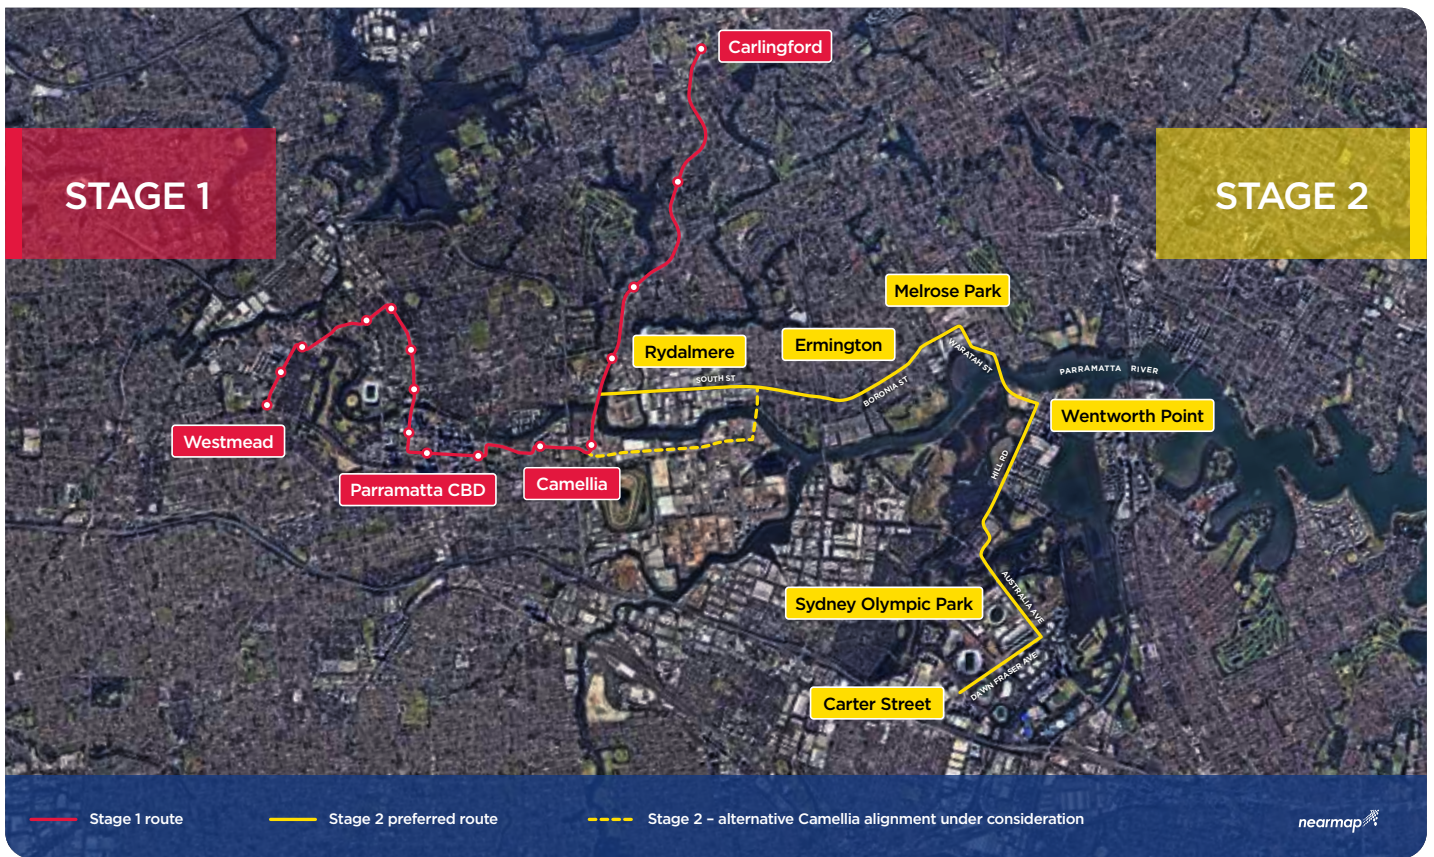 Carlingford
STAGE 1
STAGE 2
Melrose Park
Ermington
Rydalmere
WARATAH ST
PARRAMATTA RIVER
SOUTH ST
BORONIA ST
Wentworth Point
Westmead
HILL RD
Parramatta CBD
Camellia
AUSTRALIA AVE
Sydney Olympic Park
DAWN FRASER AVE
Carter Street
Stage 1 route
Stage 2 preferred route
Stage 2 – alternative Camellia alignment under consideration
nearmap